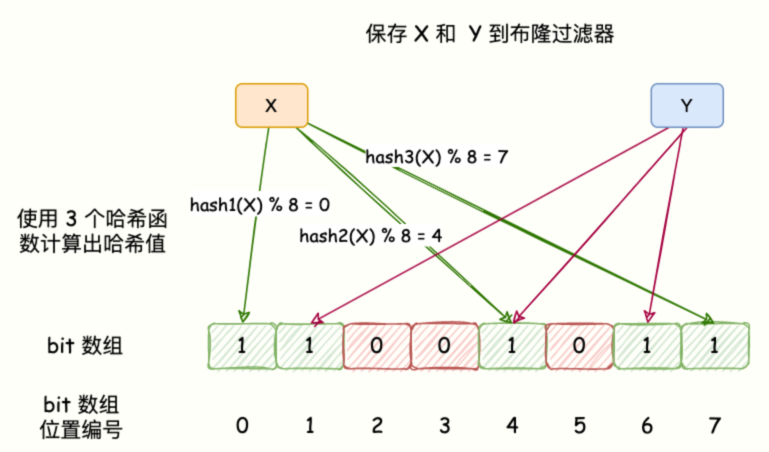 保存 X 和 Y 到布隆过滤器
X
Y
hash3(X) % 8 = 7
hash1(X) % 8 = 0
使用 3 个哈希函
数计算出哈希值
hash2(X) % 8 = 4
bit 数组
1 1 0 0 1 0 1 1
bit 数组
位置编号
0 1 2 3 4 5 6 7